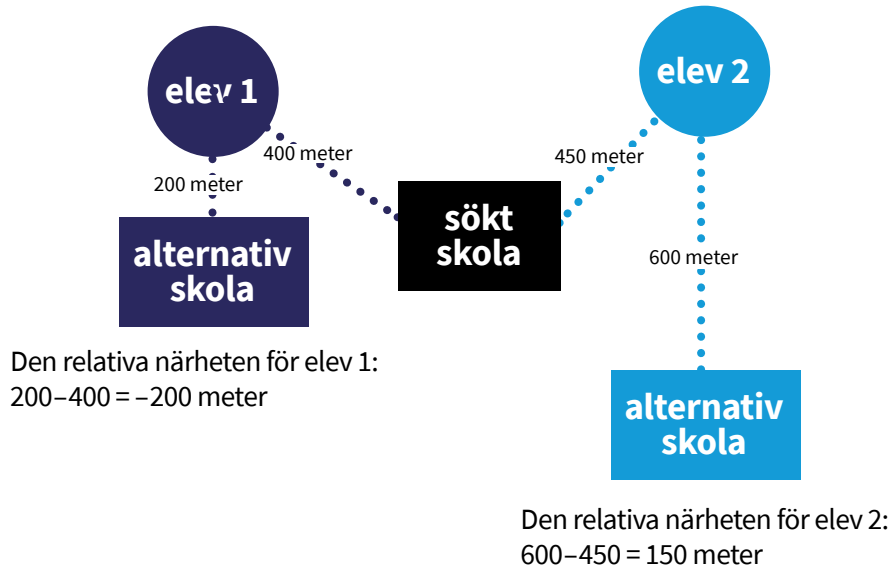 elev 1
elev 2
400 meter
450 meter
200 meter
sökt
skola
alternativ
skola
600 meter
Den relativa närheten för elev 1:
200–400 = –200 meter
alternativ
skola
Den relativa närheten för elev 2:
600–450 = 150 meter